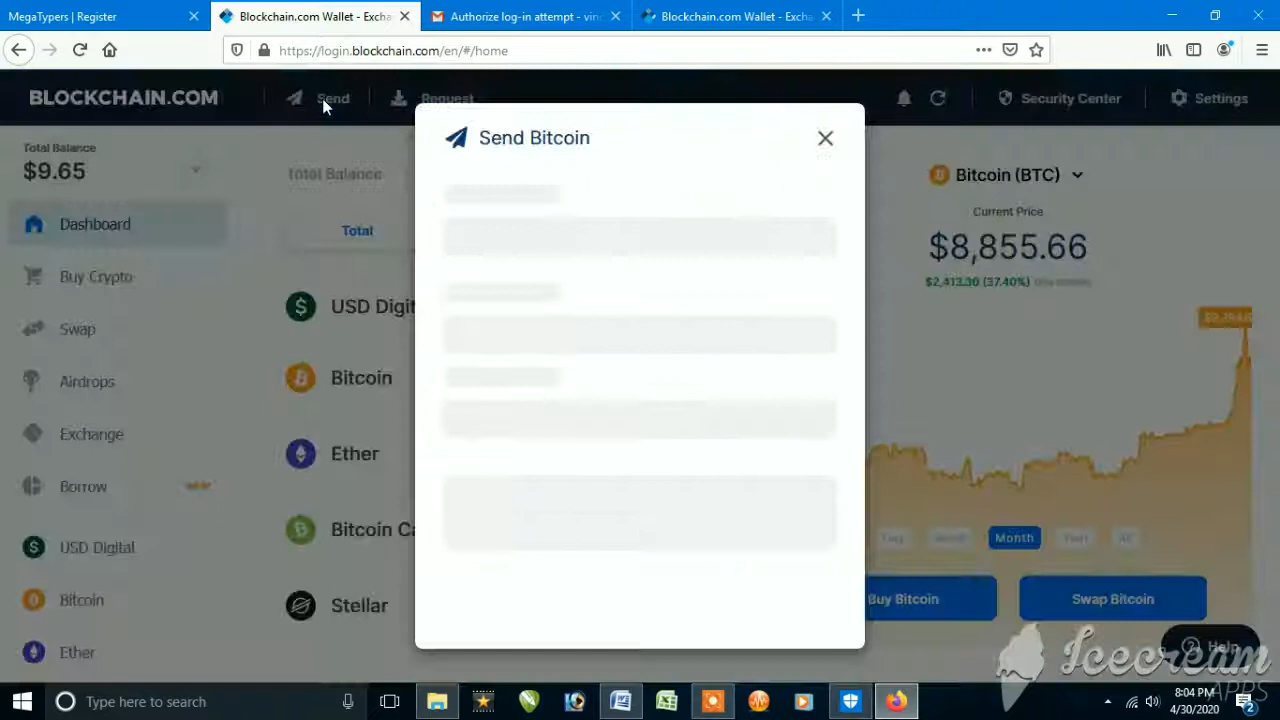 MegaTypers | Register
Blockchain.com Wallet - Excha
Authorize log-in attempt - vin
Blockchain.com Wallet - Excha
https://login.blockchain.com/en/#/home
BLOCKCHAIN.COM
Send
Request
Security Center
Settings
Total Balance
$9.65
Dashboard
Buy Crypto
Swap
Airdrops
Exchange
Borrow
USD Digital
Bitcoin
Ether
Total Balance
Total
USD Digit
Bitcoin
Ether
Bitcoin Ca
Stellar
Send Bitcoin
Bitcoin (BTC)
Current Price
$8,855.66
$2,413.30 (37.40%)
Month
Buy Bitcoin
Swap Bitcoin
Help
Icecream
APPS
Type here to search
8:04 PM
4/30/2020
2